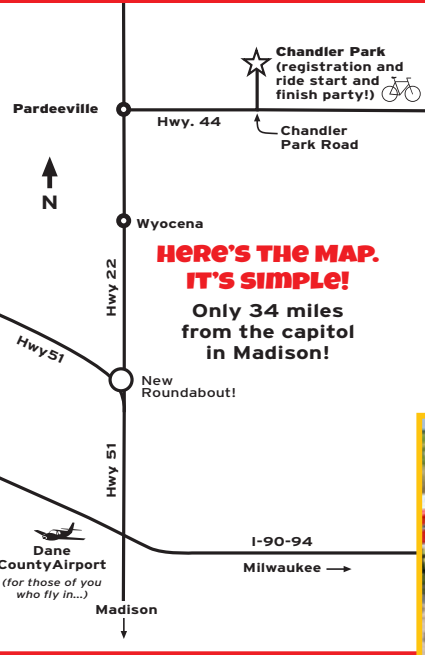 Chandler Park
(registration and
ride start and
finish party!)
Pardeeville
Hwy. 44
Chandler
Park Road
N
Wyocena
HERE'S THE MAP.
IT'S SIMPLE!
Only 34 miles
from the capitol
in Madison!
Hwy 22
Hwy51
New
Roundabout!
Hwy 51
I-90-94
Dane
CountyAirport
(for those of you
who fly in...)
Milwaukee
Madison